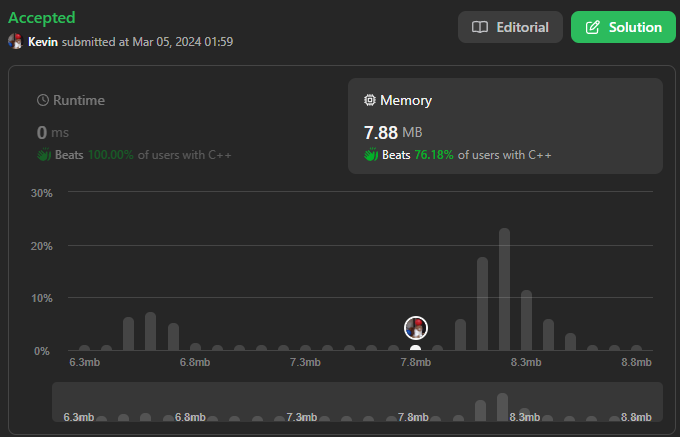 Accepted
Editorial
Solution
Kevin submitted at Mar 05, 2024 01:59
Runtime
0 ms
Beats 100.00% of users with C++
Memory
7.88 MB
Beats 76.18% of users with C++
30%
20%
10%
0%
6.3mb 6.8mb 7.3mb 7.8mb 8.3mb 8.8mb
6.3mb 6.8mb 7.3mb 7.8mb 8.3mb 8.8mb